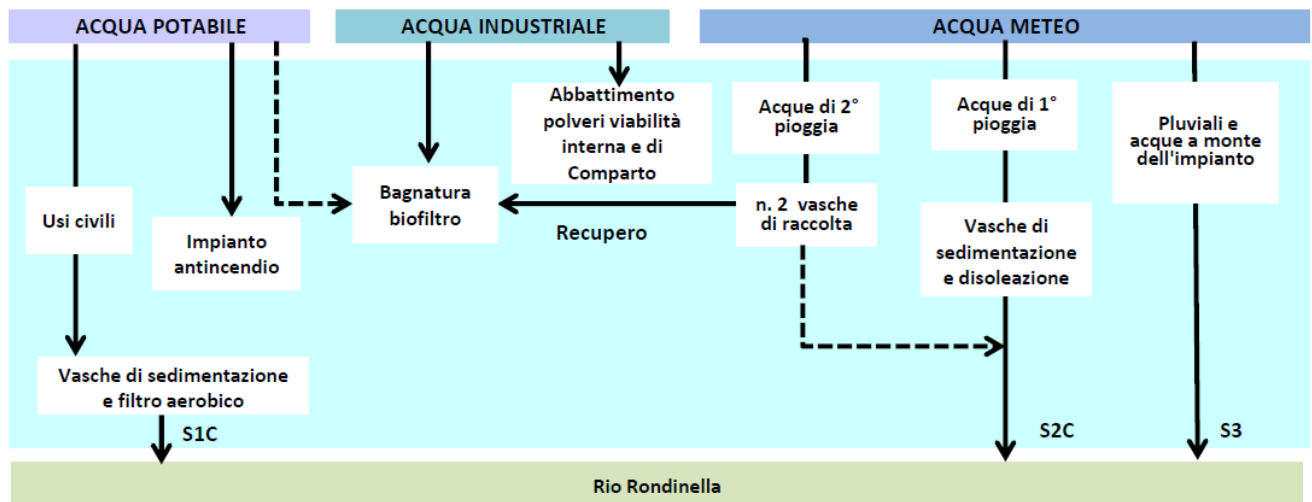 ACQUA POTABILE
ACQUA INDUSTRIALE
ACQUA METEO
Usi civili
Impianto
antincendio
Vasche di sedimentazione
e filtro aerobico
S1C
Bagnatura
biofiltro
Abbattimento
polveri viabilità
interna e di
Comparto
Recupero
Acque di 2°
pioggia
n. 2 vasche
di raccolta
Acque di 1°
pioggia
Vasche di
sedimentazione
e disoleazione
S2C
Pluviali e
acque a monte
dell'impianto
S3
Rio Rondinella